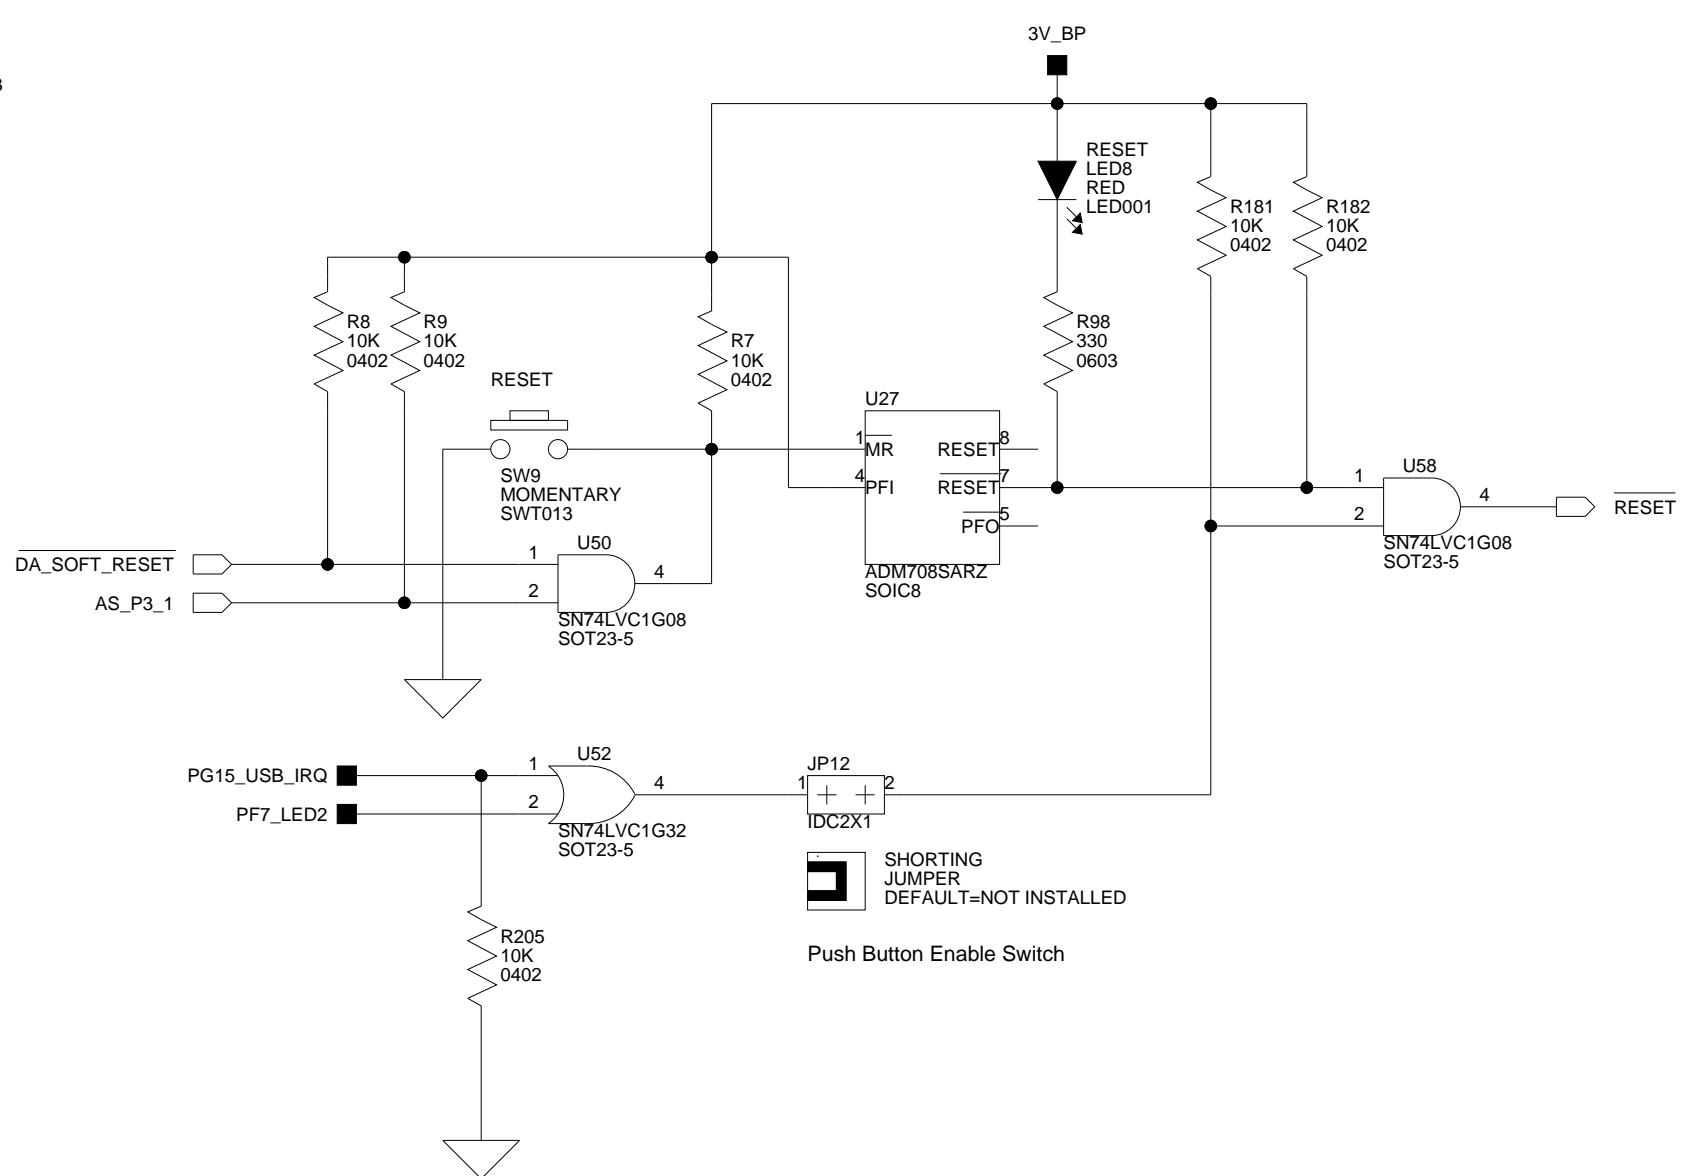 3V_BP
3
RESET
LED8
RED
LED001
R181
10K
0402
R182
10K
0402
R8
10K
0402
R9
10K
0402
R7
10K
0402
R98
330
0603
RESET
SW9
MOMENTARY
SWT013
U27
1
MR
4
PFI
RESET
8
RESET
7
PFO
5
ADM708SARZ
SOIC8
U58
1
2
4
SN74LVC1G08
SOT23-5
RESET
DA_SOFT_RESET
AS_P3_1
U50
1
2
4
SN74LVC1G08
SOT23-5
PG15_USB_IRQ
PF7_LED2
U52
1
2
4
SN74LVC1G32
SOT23-5
JP12
1
2
IDC2X1
SHORTING
JUMPER
DEFAULT=NOT INSTALLED
Push Button Enable Switch
R205
10K
0402